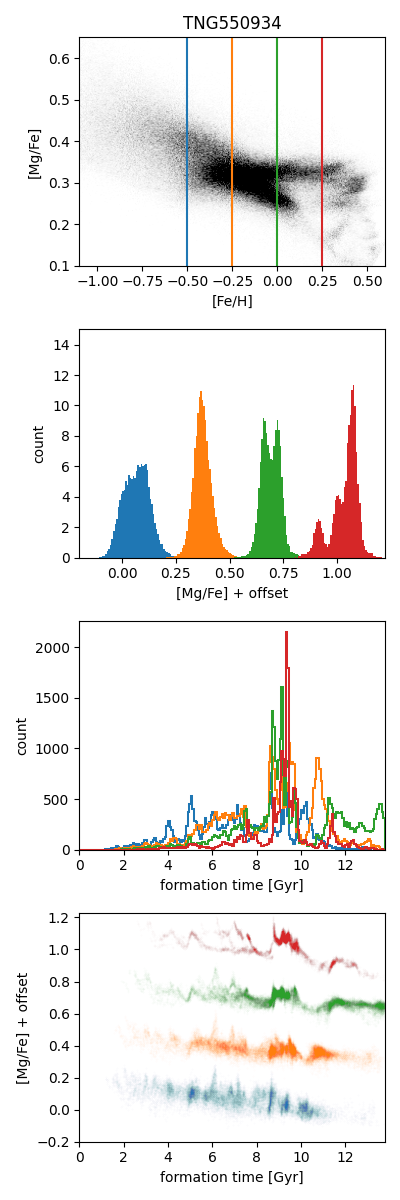 TNG550934
0.6
0.5
0.4
0.3
0.2
0.1
[Mg/Fe]
−1.00 −0.75 −0.50 −0.25 0.00 0.25 0.50
[Fe/H]
14
12
10
8
6
4
2
0
count
0.00 0.25 0.50 0.75 1.00
[Mg/Fe] + offset
2000
1500
1000
500
0
count
0 2 4 6 8 10 12
formation time [Gyr]
1.2
1.0
0.8
0.6
0.4
0.2
0.0
−0.2
[Mg/Fe] + offset
0 2 4 6 8 10 12
formation time [Gyr]